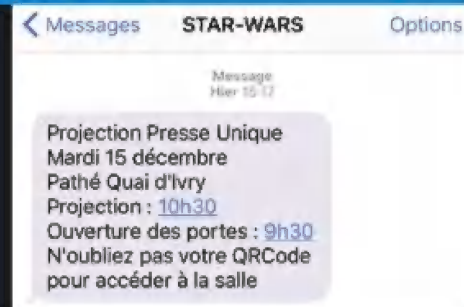 Messages STAR-WARS Options
Message
Hier 15:17
Projection Presse Unique
Mardi 15 décembre
Pathé Quai d'Ivry
Projection : 10h30
Ouverture des portes : 9h30
N'oubliez pas votre QRCode
pour accéder à la salle